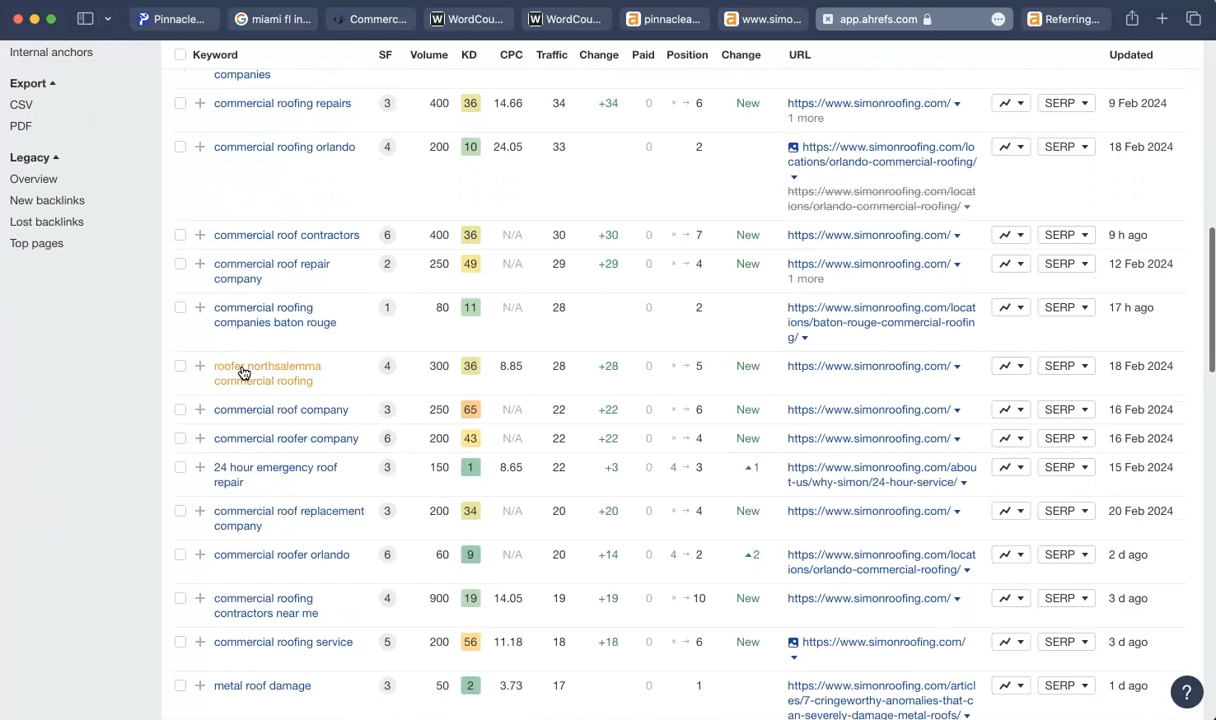 Pinnacle...
miami fl in...
Commerc...
WordCou...
WordCou...
pinnaclea...
www.simo...
app.ahrefs.com
Referring...
Internal anchors
Export
CSV
PDF
Legacy
Overview
New backlinks
Lost backlinks
Top pages
Keyword SF Volume KD CPC Traffic Change Paid Position Change URL Updated
companies
commercial roofing repairs 3 400 36 14.66 34 +34 0 × → 6 New https://www.simonroofing.com/ SERP 9 Feb 2024
1 more
commercial roofing orlando 4 200 10 24.05 33 0 2 https://www.simonroofing.com/lo SERP 18 Feb 2024
cations/orlando-commercial-roofing/
https://www.simonroofing.com/locat
ions/orlando-commercial-roofing/
commercial roof contractors 6 400 36 N/A 30 +30 0 × → 7 New https://www.simonroofing.com/ SERP 9 h ago
commercial roof repair 2 250 49 N/A 29 +29 0 × → 4 New https://www.simonroofing.com/ SERP 12 Feb 2024
company 1 more
commercial roofing 1 80 11 N/A 28 0 2 https://www.simonroofing.com/locat SERP 17 h ago
companies baton rouge ions/baton-rouge-commercial-roofin
g/
roofer northsalemma 4 300 36 8.85 28 +28 0 × → 5 New https://www.simonroofing.com/ SERP 18 Feb 2024
commercial roofing
commercial roof company 3 250 65 N/A 22 +22 0 × → 6 New https://www.simonroofing.com/ SERP 16 Feb 2024
commercial roofer company 6 200 43 N/A 22 +22 0 × → 4 New https://www.simonroofing.com/ SERP 16 Feb 2024
24 hour emergency roof 3 150 1 8.65 22 +3 0 4 → 3 1 https://www.simonroofing.com/abou SERP 15 Feb 2024
repair t-us/why-simon/24-hour-service/
commercial roof replacement 3 200 34 N/A 20 +20 0 × → 4 New https://www.simonroofing.com/ SERP 20 Feb 2024
company
commercial roofer orlando 6 60 9 N/A 20 +14 0 4 → 2 2 https://www.simonroofing.com/locat SERP 2 d ago
ions/orlando-commercial-roofing/
commercial roofing 4 900 19 14.05 19 +19 0 × → 10 New https://www.simonroofing.com/ SERP 3 d ago
contractors near me
commercial roofing service 5 200 56 11.18 18 +18 0 × → 6 New https://www.simonroofing.com/ SERP 3 d ago
metal roof damage 3 50 2 3.73 17 0 1 https://www.simonroofing.com/articl SERP 1 d ago
es/7-cringeworthy-anomalies-that-c
an-severely-damage-metal-roofs/
?